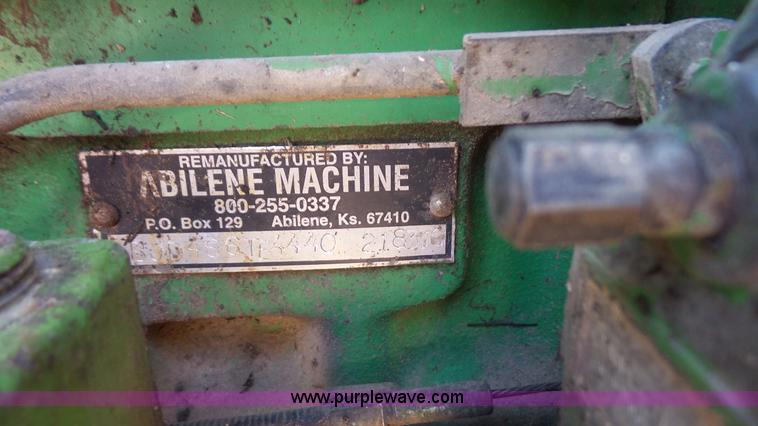 REMANUFACTURED BY:
ABILENE MACHINE
800-255-0337
P.O. Box 129 Abilene, Ks. 67410
www.purplewave.com